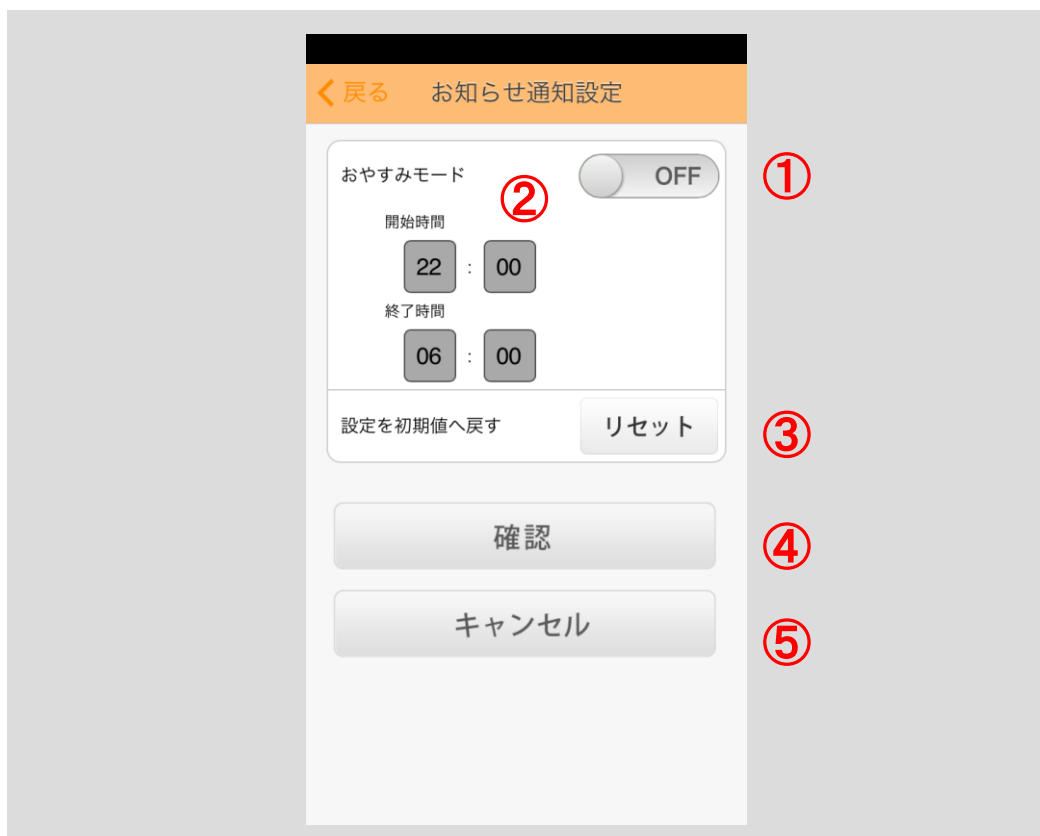 戻る お知らせ通知設定
おやすみモード OFF ①
②
開始時間
22 : 00
終了時間
06 : 00
設定を初期値へ戻す リセット ③
確認 ④
キャンセル ⑤